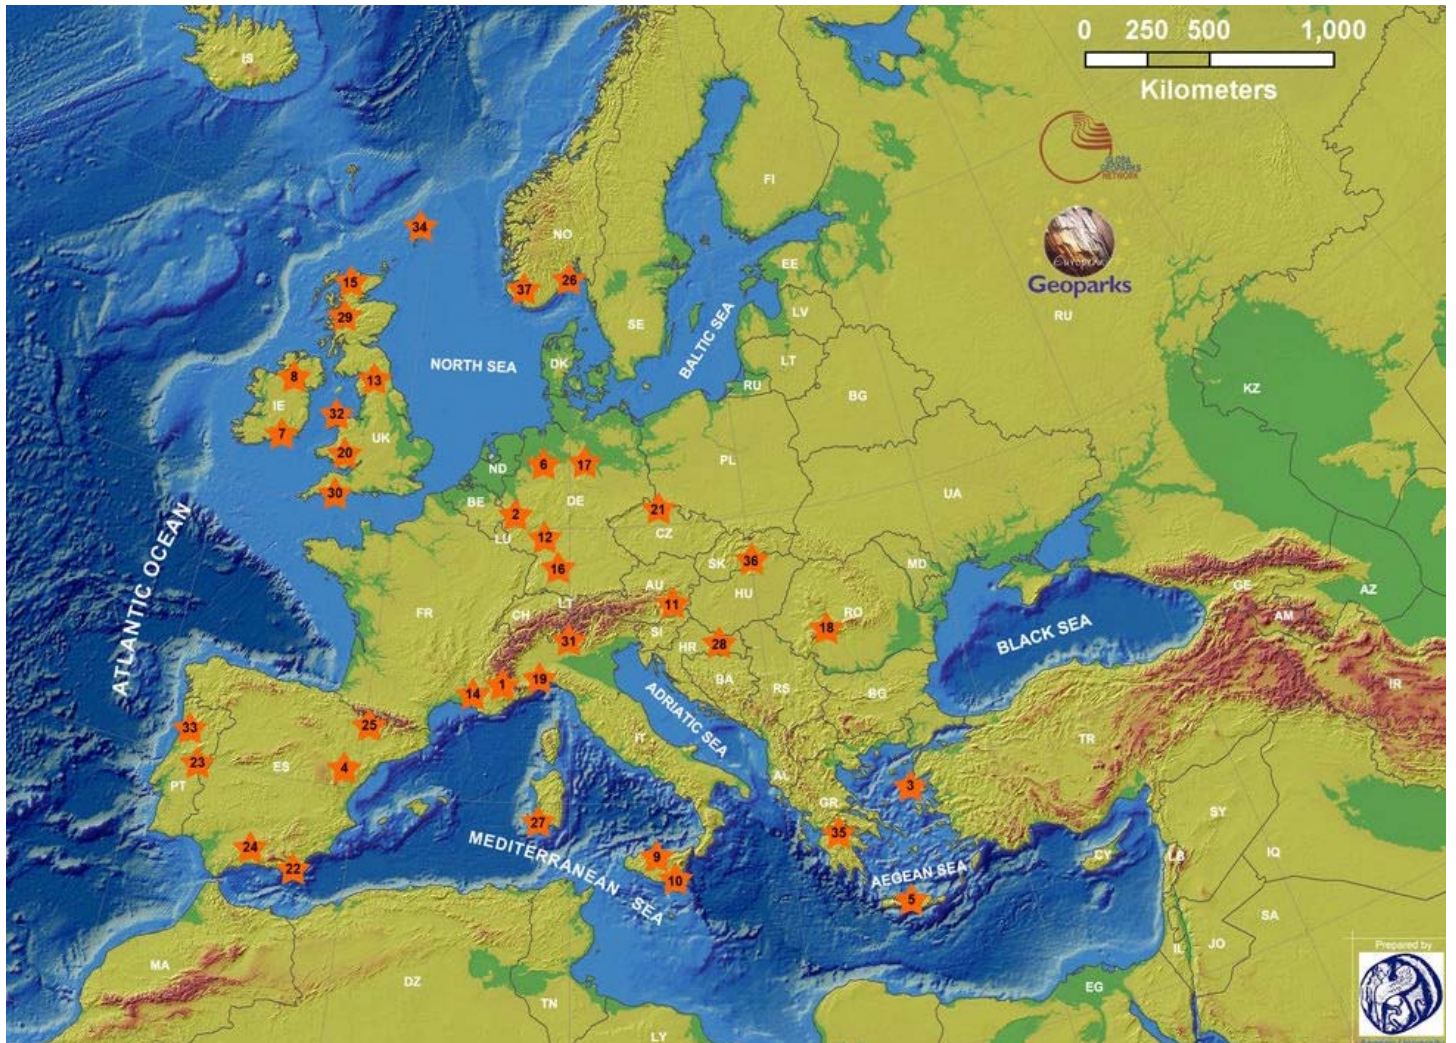 0 250 500 1,000
Kilometers
GLOBAL
GEOPARKS
NETWORK
European
Geoparks
IS
FI
NO
34
15
37
26
EE
29
SE
LV
RU
NORTH SEA
BALTIC SEA
DK
LT
8
13
RU
BG
KZ
IE
32
7
UK
20
ND
6
17
PL
30
BE
DE
2
21
UA
LU
12
CZ
16
SK
36
MD
ATLANTIC OCEAN
AU
HU
GE
AZ
FR
CH
LT
11
RO
AM
31
SI
HR
28
18
BLACK SEA
14
1
19
BA
RS
IR
ADRIATIC SEA
BG
33
25
IT
TR
23
ES
4
PT
AL
3
GR
27
35
SY
24
MEDITERRANEAN SEA
9
CY
LB
IQ
22
10
AEGEAN SEA
5
SA
IL
JO
MA
DZ
TN
LY
EG
Prepared by